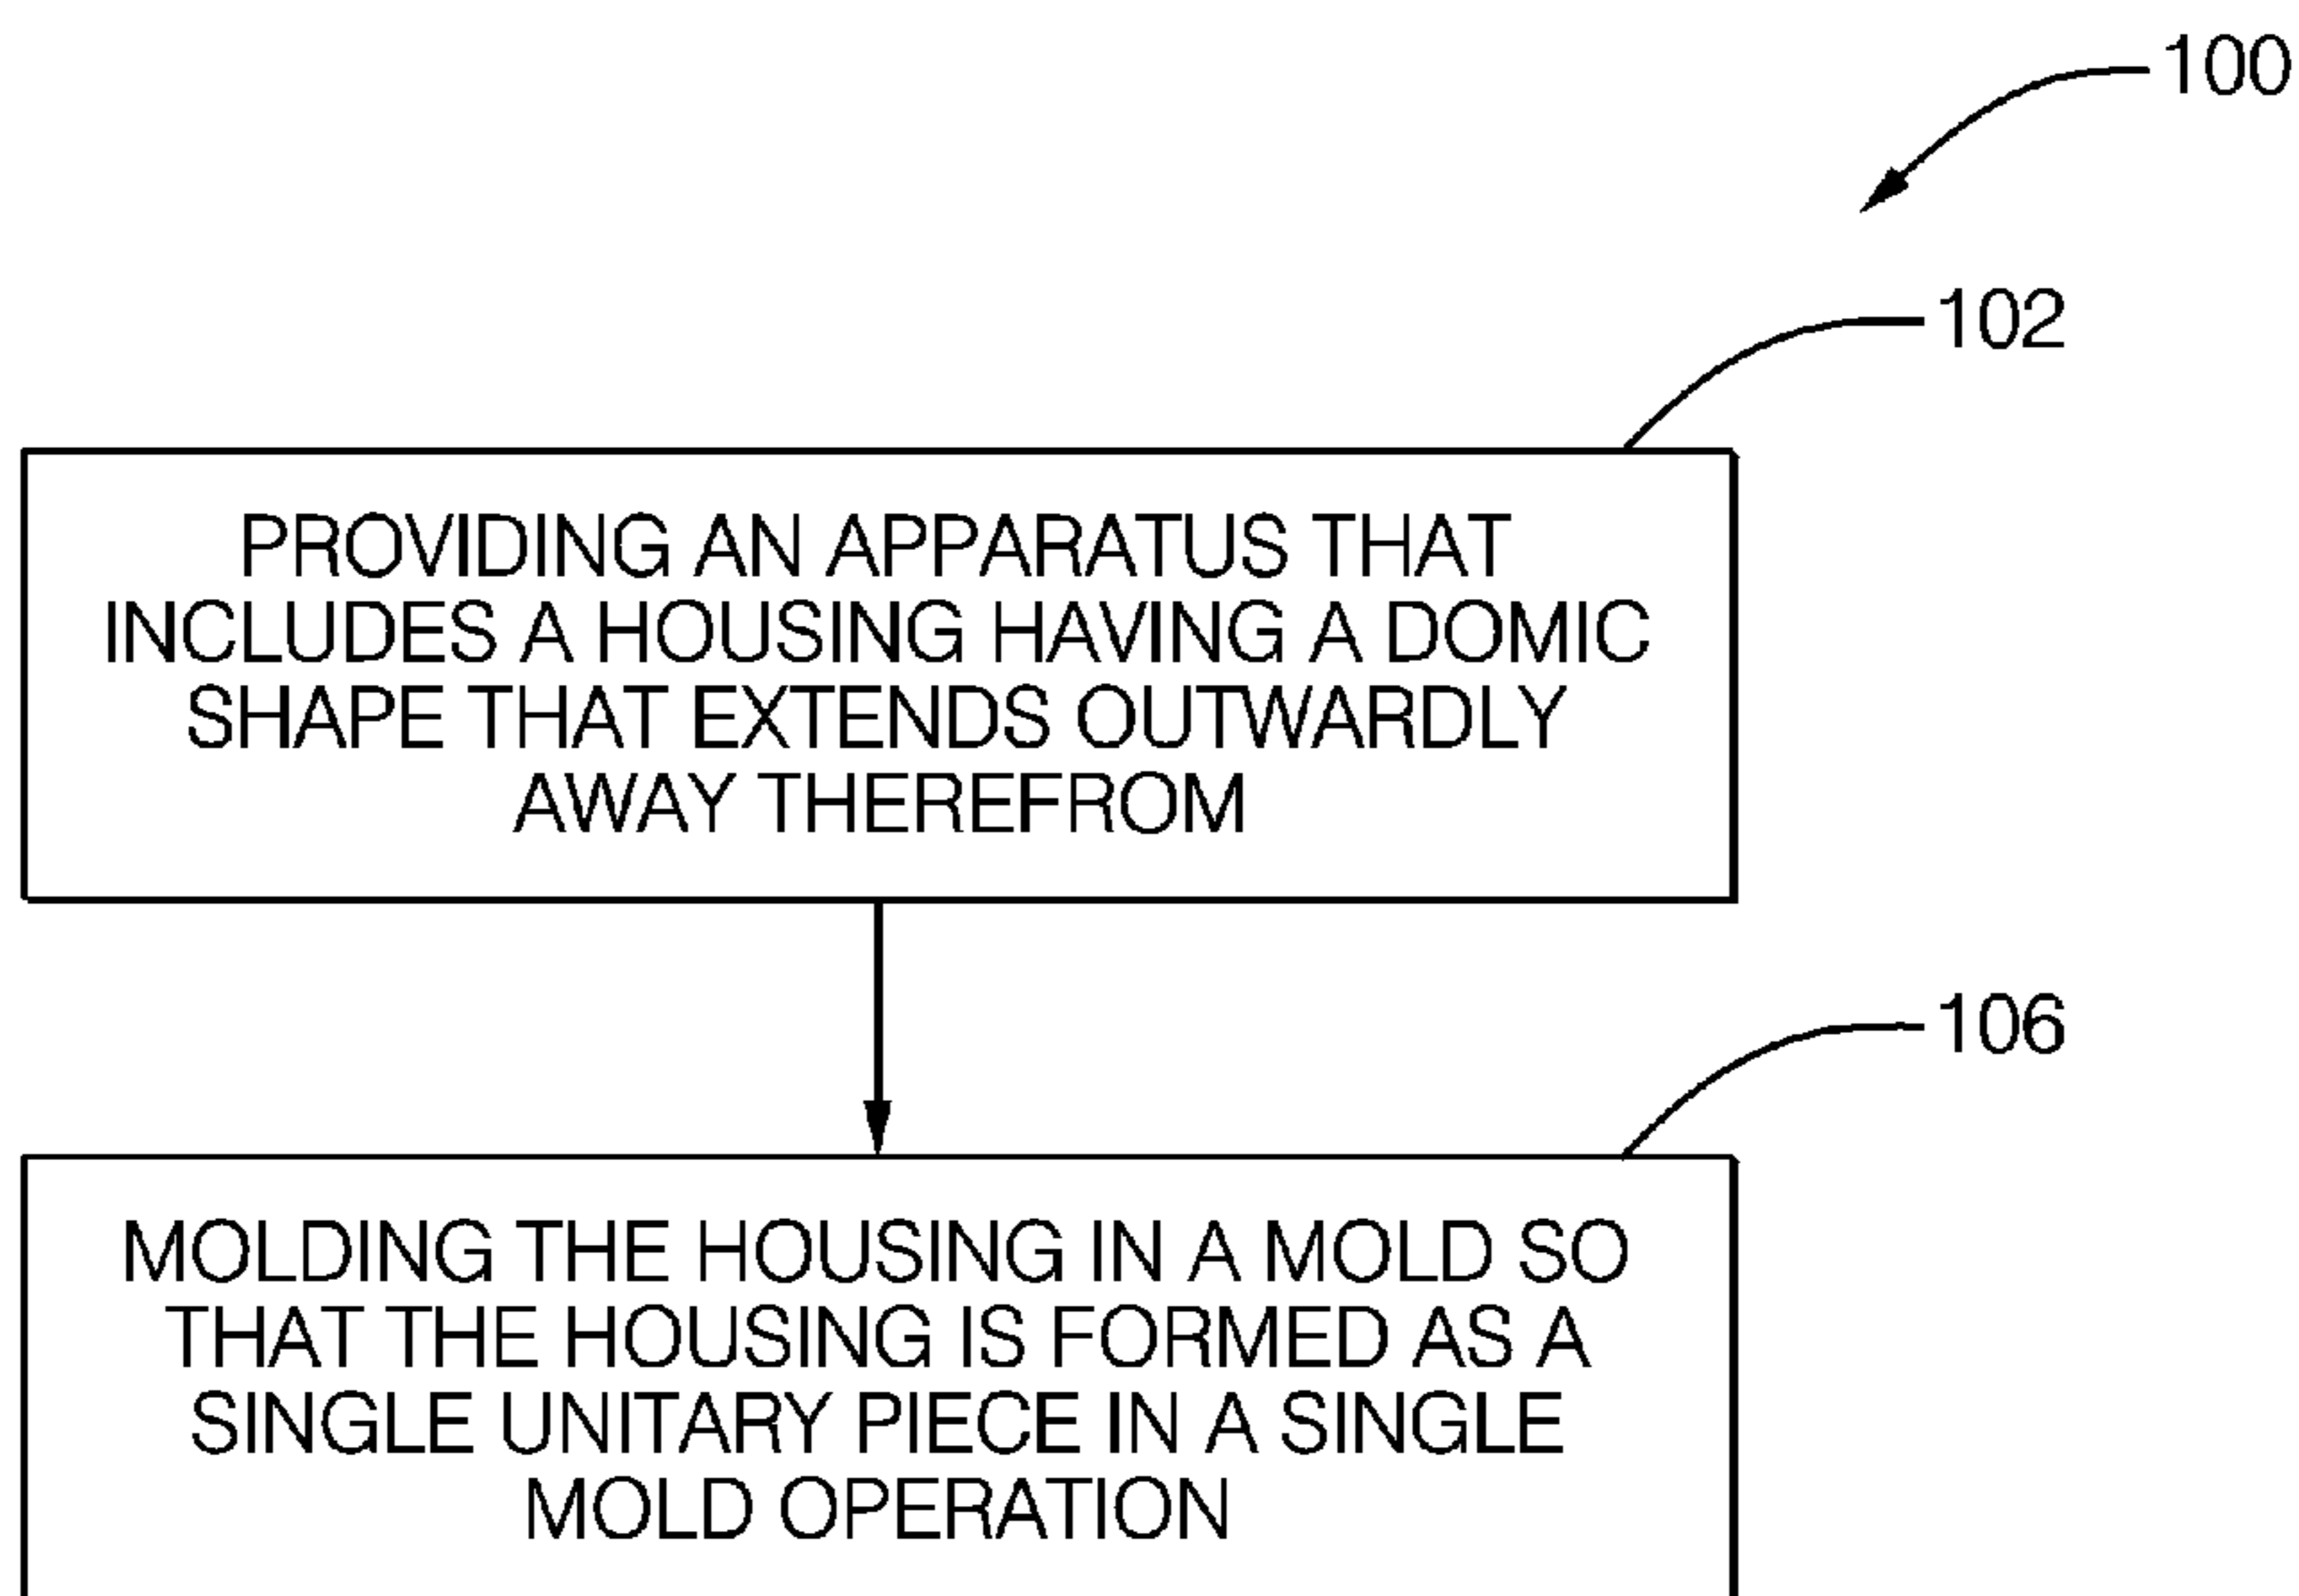 100
102
PROVIDING AN APPARATUS THAT
INCLUDES A HOUSING HAVING A DOMIC
SHAPE THAT EXTENDS OUTWARDLY
AWAY THEREFROM
106
MOLDING THE HOUSING IN A MOLD SO
THAT THE HOUSING IS FORMED AS A
SINGLE UNITARY PIECE IN A SINGLE
MOLD OPERATION